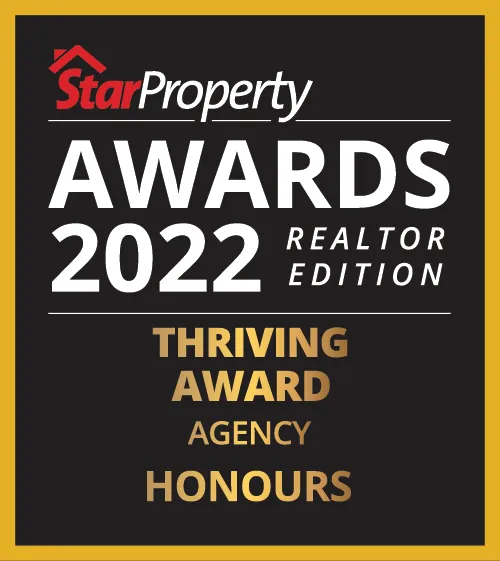 StarProperty
AWARDS
2022 REALTOR
EDITION
THRIVING
AWARD
AGENCY
HONOURS